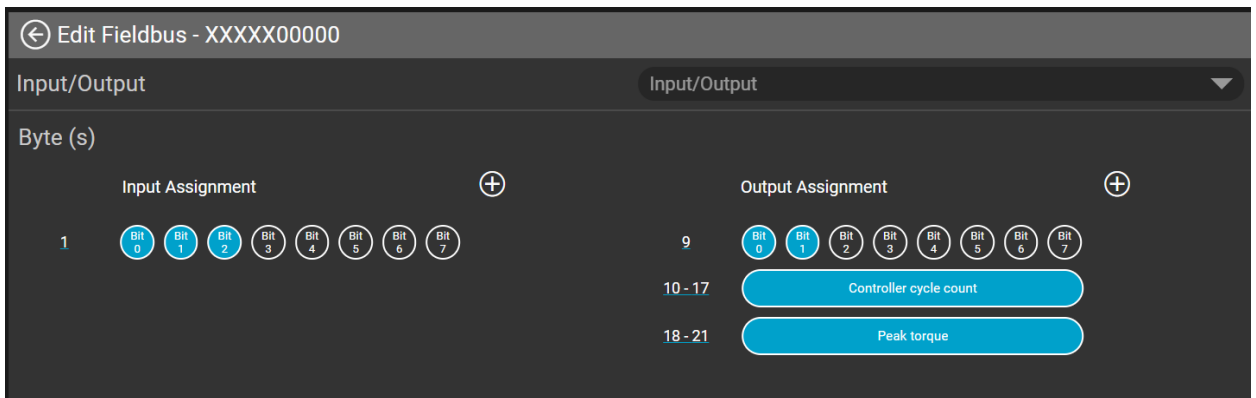 Edit Fieldbus - XXXXX00000
Input/Output
Input/Output
Byte (s)
Input Assignment
Output Assignment
1
Bit 0
Bit 1
Bit 2
Bit 3
Bit 4
Bit 5
Bit 6
Bit 7
9
Bit 0
Bit 1
Bit 2
Bit 3
Bit 4
Bit 5
Bit 6
Bit 7
10 - 17
Controller cycle count
18 - 21
Peak torque